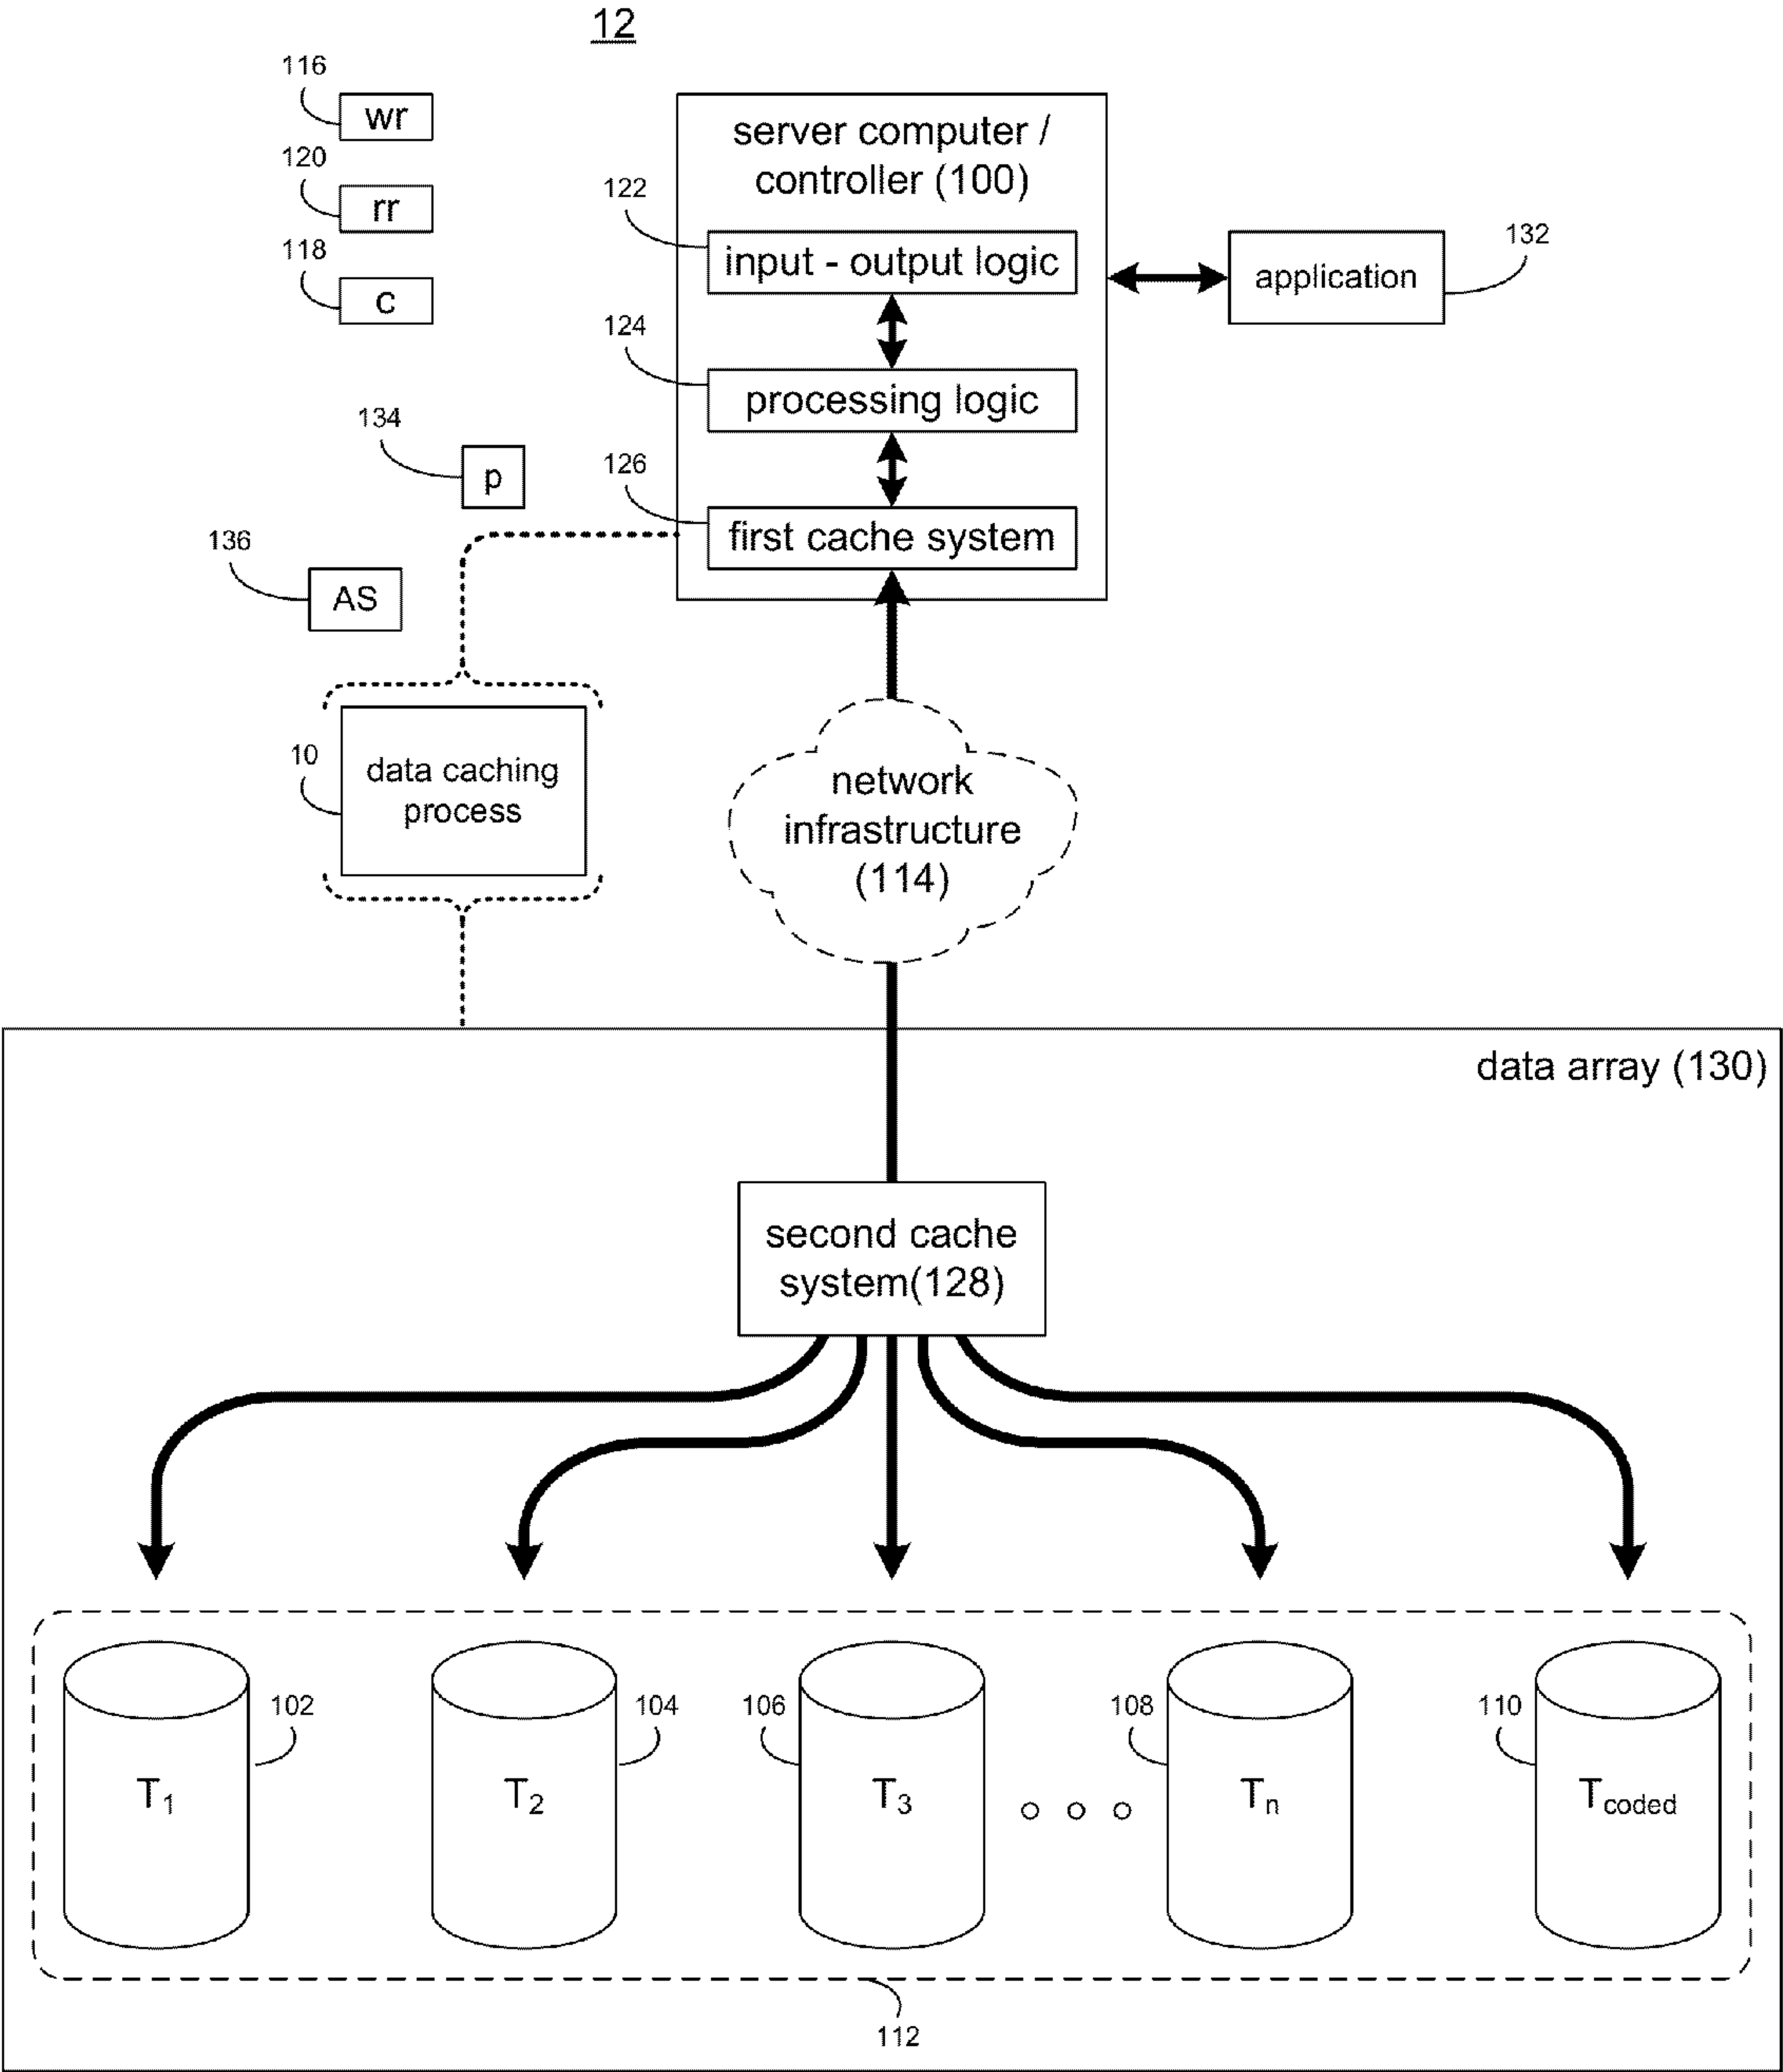 12
116
wr
120
rr
118
c
server computer /
controller (100)
122
input - output logic
124
processing logic
126
first cache system
application
132
134
p
136
AS
10
data caching
process
network
infrastructure
(114)
data array (130)
second cache
system(128)
102
T1
104
T2
106
T3
108
Tn
110
Tcoded
112